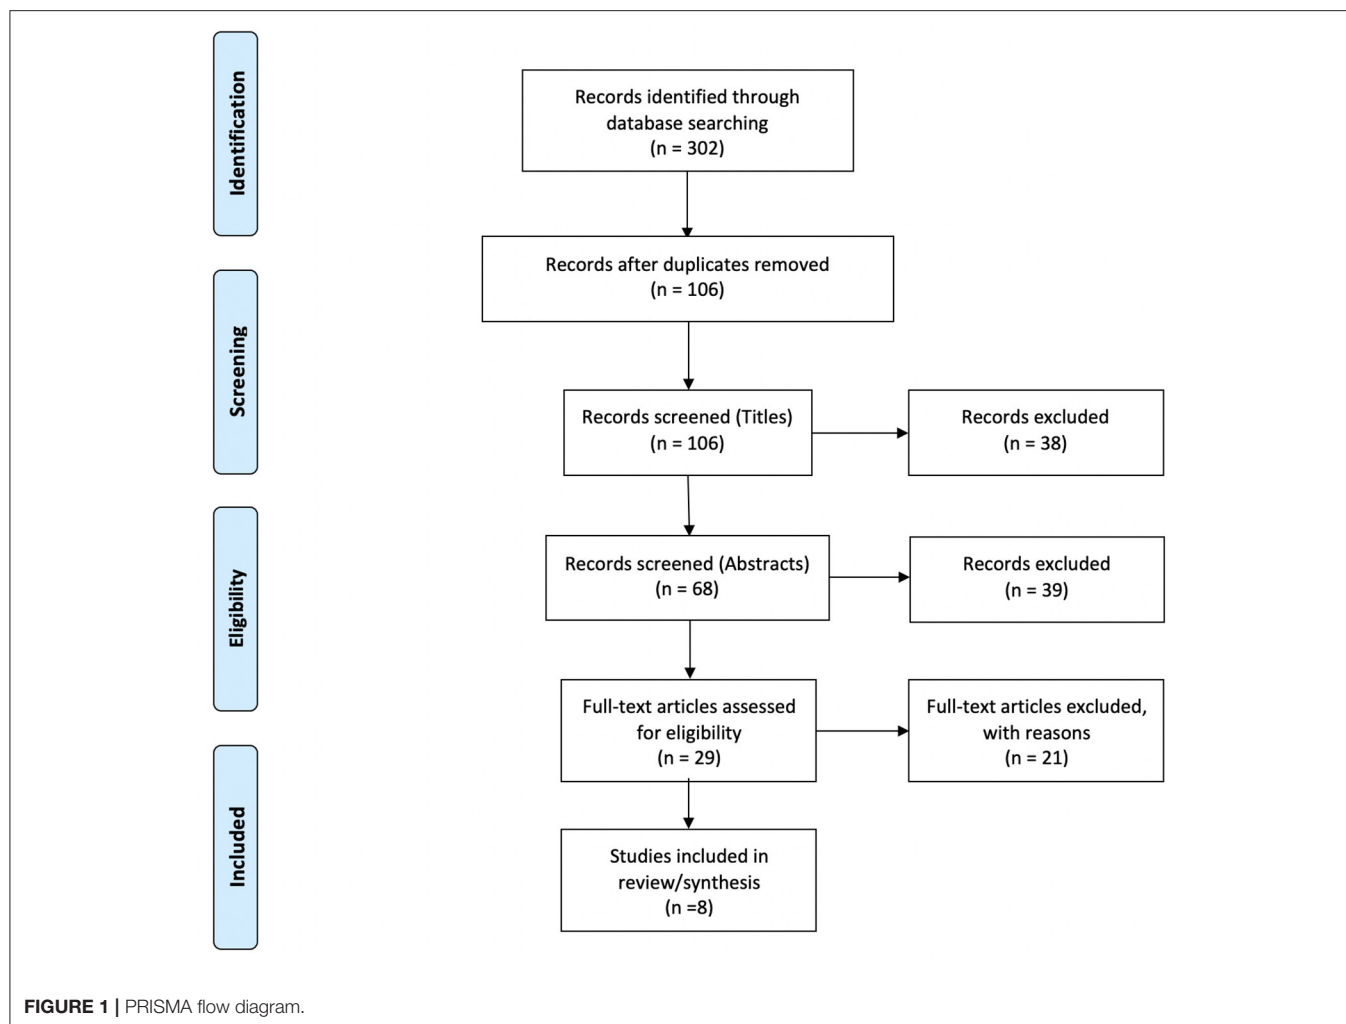 Identification
Records identified through
database searching
(n = 302)
Records after duplicates removed
(n = 106)
Screening
Records screened (Titles)
(n = 106)
Records excluded
(n = 38)
Eligibility
Records screened (Abstracts)
(n = 68)
Records excluded
(n = 39)
Full-text articles assessed
for eligibility
(n = 29)
Full-text articles excluded,
with reasons
(n = 21)
Included
Studies included in
review/synthesis
(n =8)
FIGURE 1 | PRISMA flow diagram.